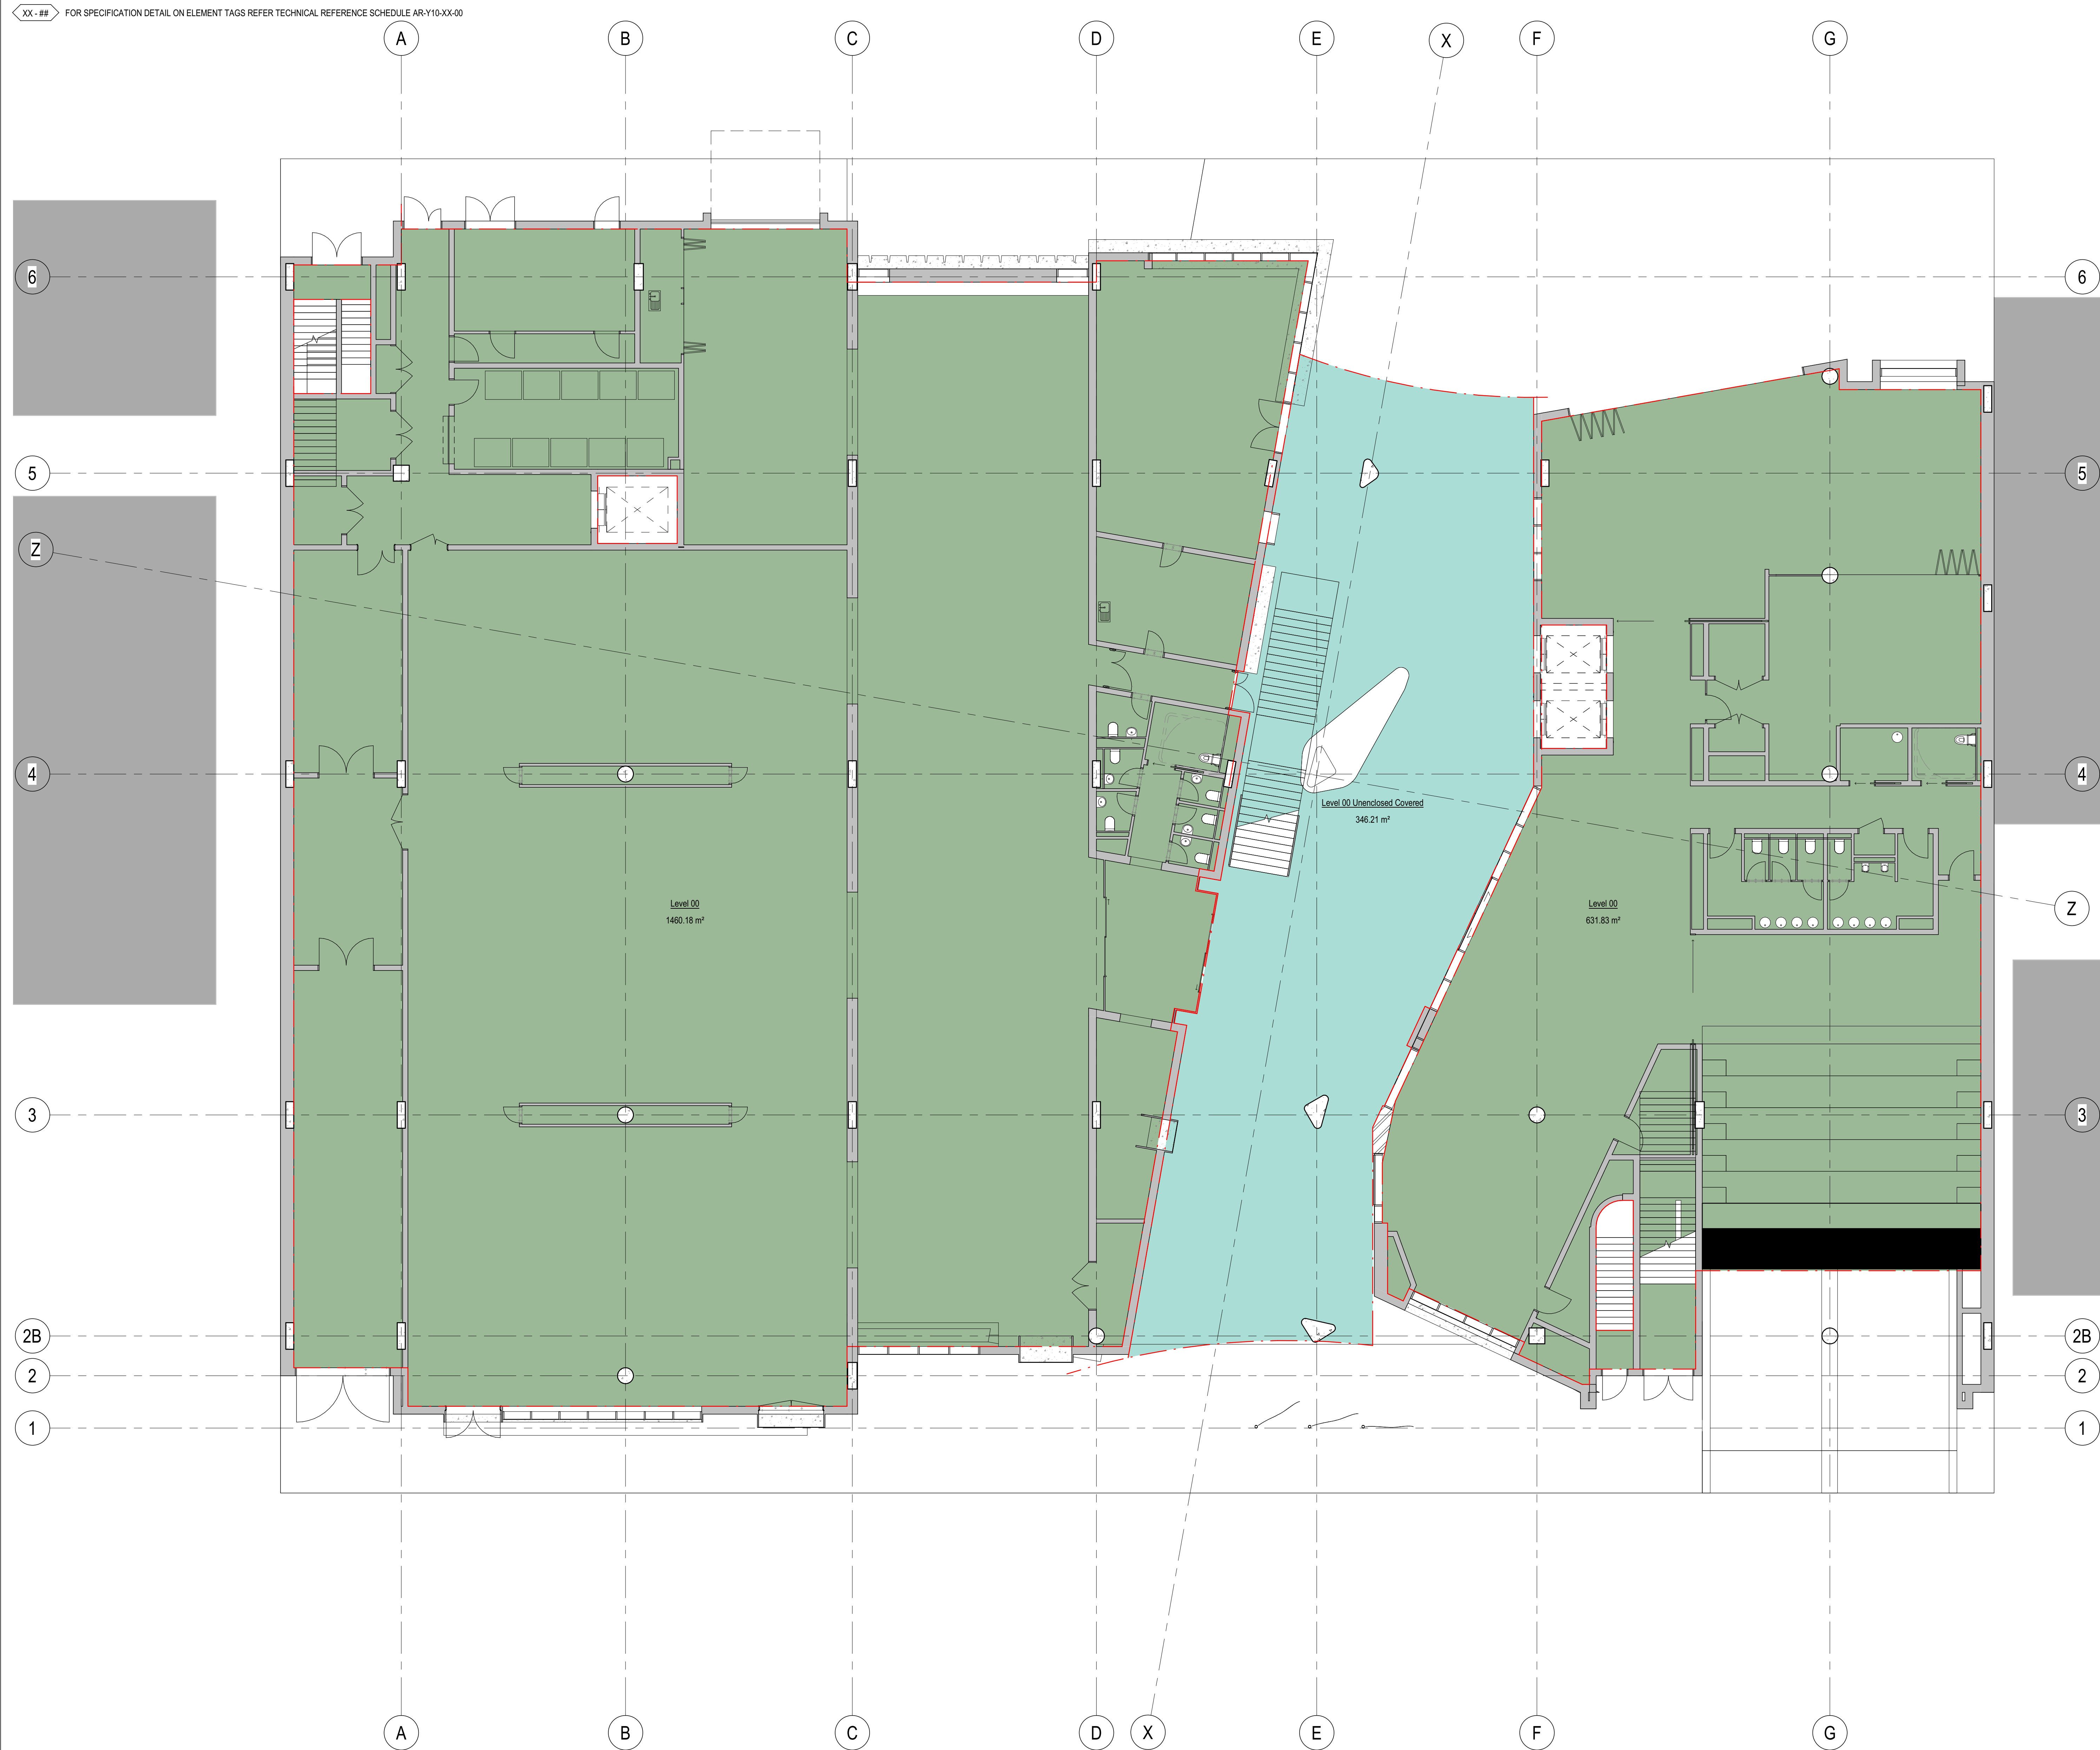 XX - ## FOR SPECIFICATION DETAIL ON ELEMENT TAGS REFER TECHNICAL REFERENCE SCHEDULE AR-Y10-XX-00
A B C D E X F G
6 6
5 5
Z
4 4
Level 00 Unenclosed Covered
346.21 m²
Level 00 Level 00
1460.18 m² 631.83 m²
Z
3 3
2B 2B
2 2
1 1
A B C D X E F G